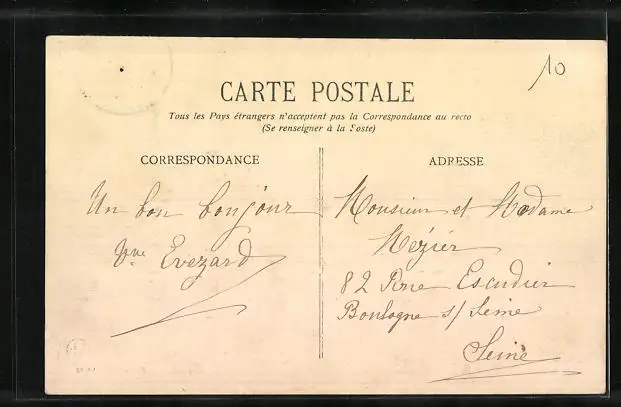 10
CARTE POSTALE
Tous les Pays étrangers n'acceptent pas la Correspondance au recto
(Se renseigner à la Poste)
CORRESPONDANCE
ADRESSE
Un bon bonjour
Vve Evezard
Monsieur et Madame
Mézier
82 Rue Escudier
Boulogne s/ Seine
Seine